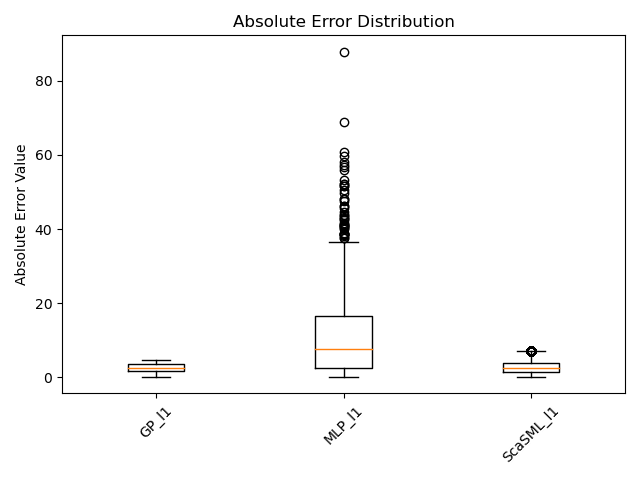 Absolute Error Distribution
Absolute Error Value
80
60
40
20
0
GP_l1
MLP_l1
ScaSML_l1